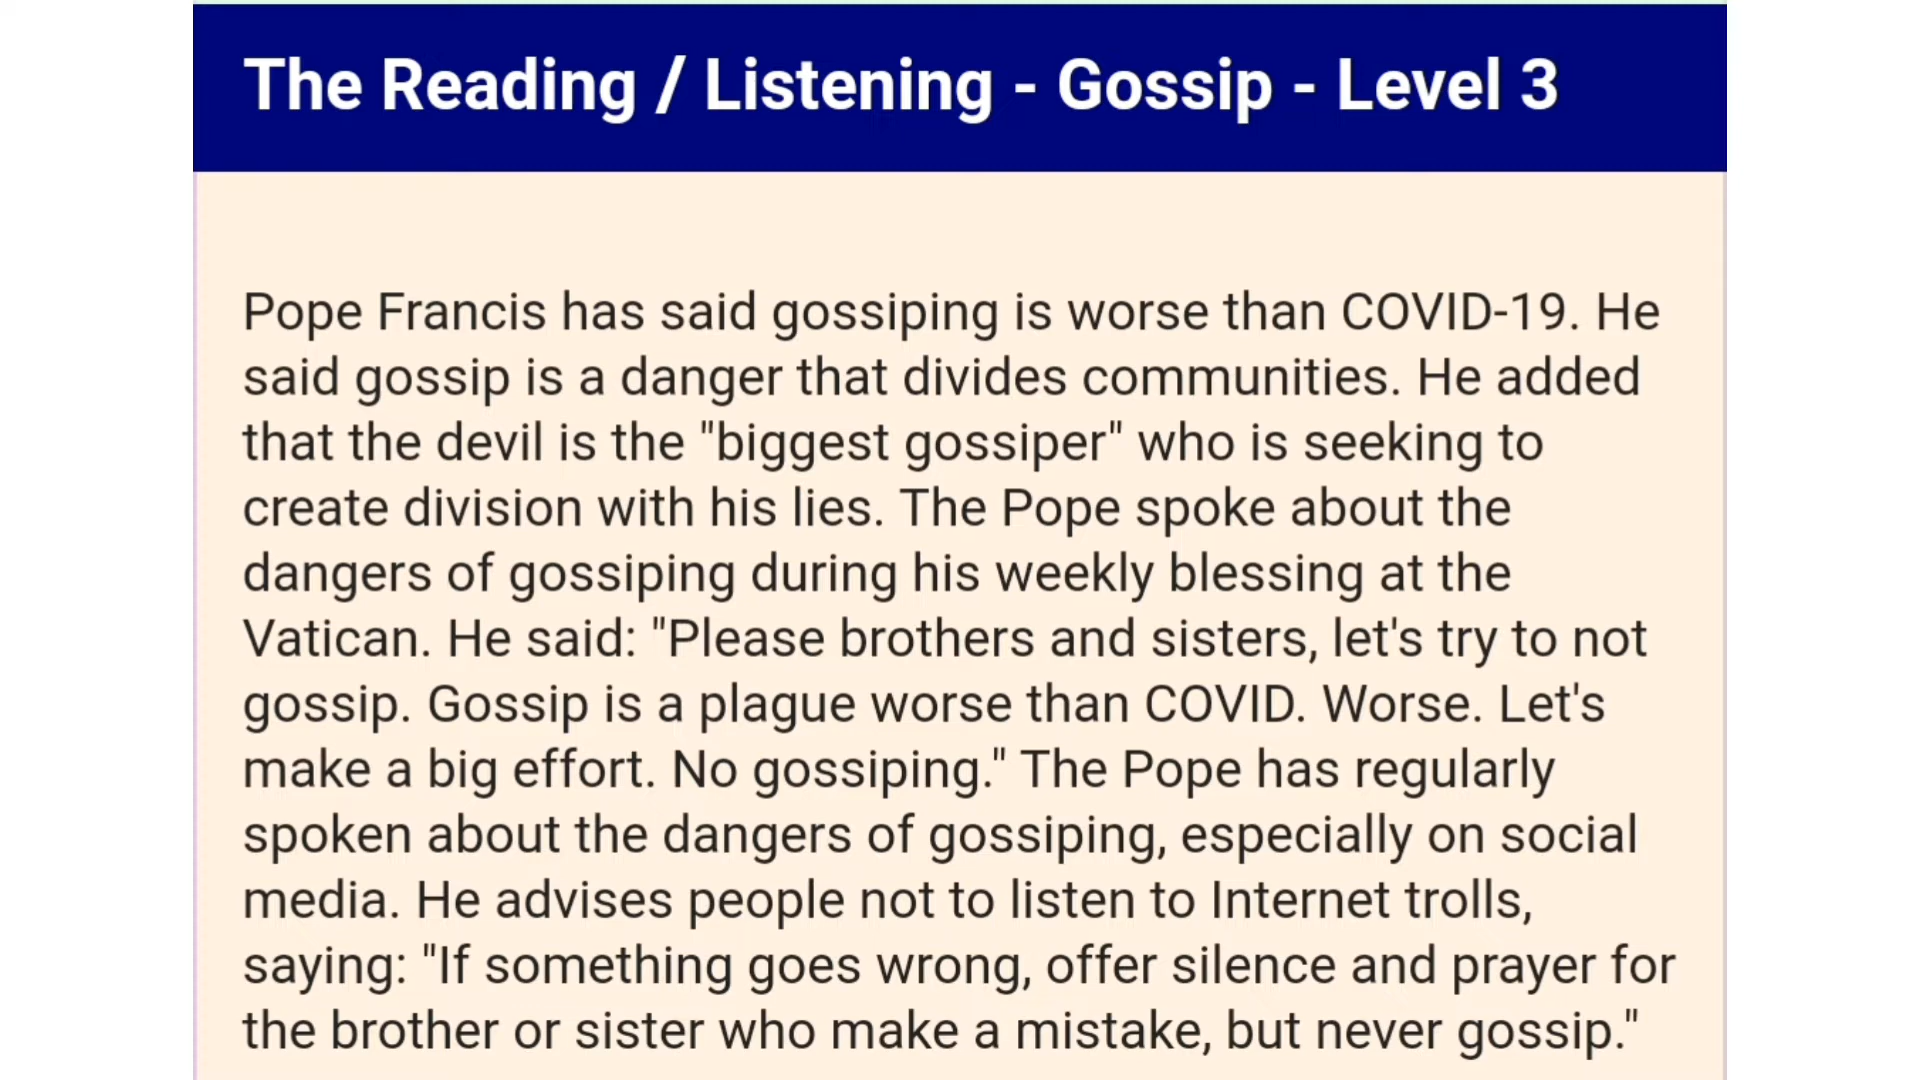 The Reading / Listening - Gossip - Level 3
Pope Francis has said gossiping is worse than COVID-19. He
said gossip is a danger that divides communities. He added
that the devil is the "biggest gossiper" who is seeking to
create division with his lies. The Pope spoke about the
dangers of gossiping during his weekly blessing at the
Vatican. He said: "Please brothers and sisters, let's try to not
gossip. Gossip is a plague worse than COVID. Worse. Let's
make a big effort. No gossiping." The Pope has regularly
spoken about the dangers of gossiping, especially on social
media. He advises people not to listen to Internet trolls,
saying: "If something goes wrong, offer silence and prayer for
the brother or sister who make a mistake, but never gossip."